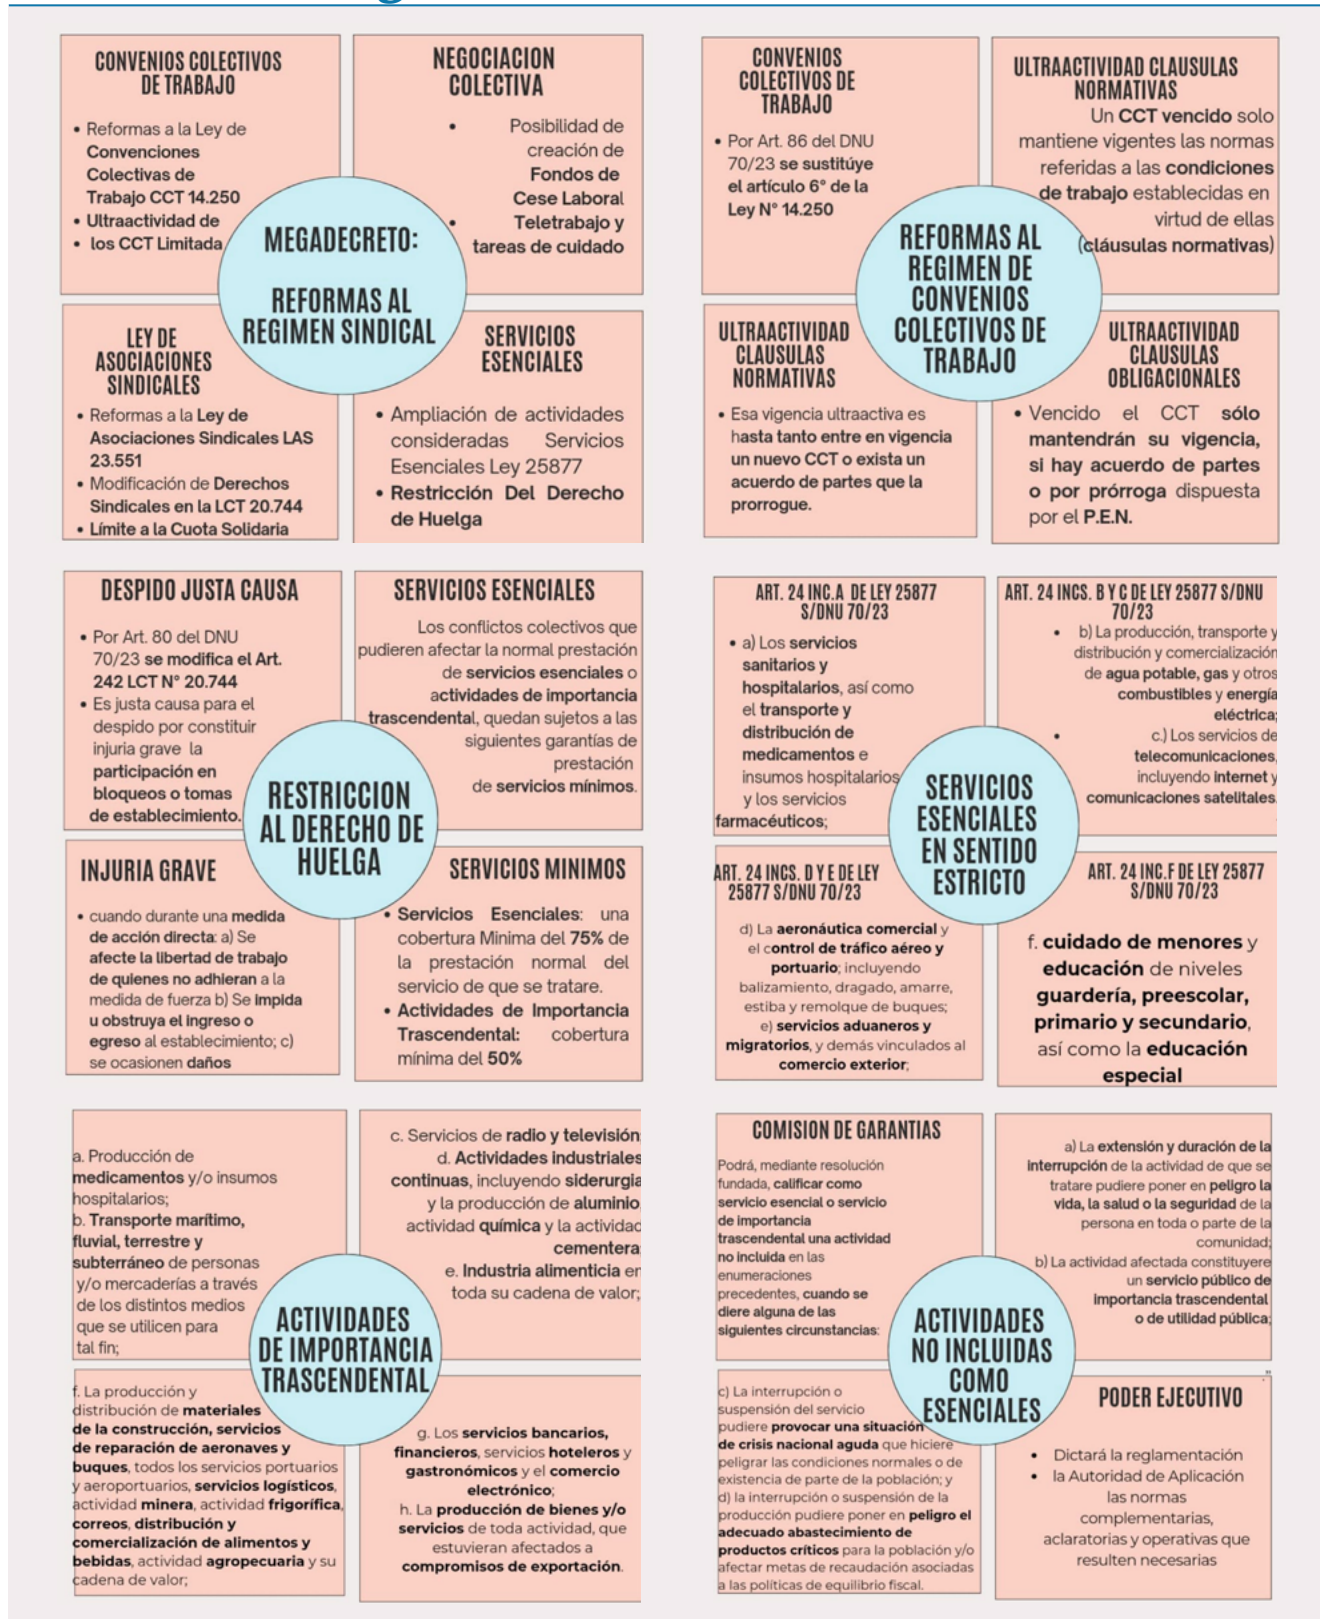 CONVENIOS COLECTIVOS
DE TRABAJO
• Reformas a la Ley de
Convenciones
Colectivas de
Trabajo CCT 14.250
• Ultraactividad de
• los CCT Limitada
NEGOCIACION
COLECTIVA
• Posibilidad de
creación de
Fondos de
Cese Laboral
• Teletrabajo y
tareas de cuidado
MEGADECRETO:
REFORMAS AL
REGIMEN SINDICAL
LEY DE
ASOCIACIONES
SINDICALES
• Reformas a la Ley de
Asociaciones Sindicales LAS
23.551
• Modificación de Derechos
Sindicales en la LCT 20.744
• Límite a la Cuota Solidaria
SERVICIOS
ESENCIALES
• Ampliación de actividades
consideradas Servicios
Esenciales Ley 25877
• Restricción Del Derecho
de Huelga
CONVENIOS
COLECTIVOS DE
TRABAJO
• Por Art. 86 del DNU
70/23 se sustitúye
el artículo 6° de la
Ley N° 14.250
ULTRAACTIVIDAD CLAUSULAS
NORMATIVAS
Un CCT vencido solo
mantiene vigentes las normas
referidas a las condiciones
de trabajo establecidas en
virtud de ellas
(cláusulas normativas)
REFORMAS AL
REGIMEN DE
CONVENIOS
COLECTIVOS DE
TRABAJO
ULTRAACTIVIDAD
CLAUSULAS
NORMATIVAS
• Esa vigencia ultraactiva es
hasta tanto entre en vigencia
un nuevo CCT o exista un
acuerdo de partes que la
prorrogue.
ULTRAACTIVIDAD
CLAUSULAS
OBLIGACIONALES
• Vencido el CCT sólo
mantendrán su vigencia,
si hay acuerdo de partes
o por prórroga dispuesta
por el P.E.N.
DESPIDO JUSTA CAUSA
• Por Art. 80 del DNU
70/23 se modifica el Art.
242 LCT N° 20.744
• Es justa causa para el
despido por constituir
injuria grave la
participación en
bloqueos o tomas
de establecimiento.
SERVICIOS ESENCIALES
Los conflictos colectivos que
pudieren afectar la normal prestación
de servicios esenciales o
actividades de importancia
trascendental, quedan sujetos a las
siguientes garantías de
prestación
de servicios mínimos.
RESTRICCION
AL DERECHO DE
HUELGA
INJURIA GRAVE
• cuando durante una medida
de acción directa: a) Se
afecte la libertad de trabajo
de quienes no adhieran a la
medida de fuerza b) Se impida
u obstruya el ingreso o
egreso al establecimiento; c)
se ocasionen daños
SERVICIOS MINIMOS
• Servicios Esenciales: una
cobertura Minima del 75% de
la prestación normal del
servicio de que se tratare.
• Actividades de Importancia
Trascendental: cobertura
mínima del 50%
ART. 24 INC.A DE LEY 25877
S/DNU 70/23
• a) Los servicios
sanitarios y
hospitalarios, así como
el transporte y
distribución de
medicamentos e
insumos hospitalarios
y los servicios
farmacéuticos;
ART. 24 INCS. B Y C DE LEY 25877 S/DNU
70/23
• b) La producción, transporte y
distribución y comercialización
de agua potable, gas y otros
combustibles y energía
eléctrica;
• c.) Los servicios de
telecomunicaciones,
incluyendo internet y
comunicaciones satelitales.
SERVICIOS
ESENCIALES
EN SENTIDO
ESTRICTO
ART. 24 INCS. D Y E DE LEY
25877 S/DNU 70/23
d) La aeronáutica comercial y
el control de tráfico aéreo y
portuario; incluyendo
balizamiento, dragado, amarre,
estiba y remolque de buques;
e) servicios aduaneros y
migratorios, y demás vinculados al
comercio exterior;
ART. 24 INC.F DE LEY 25877
S/DNU 70/23
f. cuidado de menores y
educación de niveles
guardería, preescolar,
primario y secundario,
así como la educación
especial
a. Producción de
medicamentos y/o insumos
hospitalarios;
b. Transporte marítimo,
fluvial, terrestre y
subterráneo de personas
y/o mercaderías a través
de los distintos medios
que se utilicen para
tal fin;
c. Servicios de radio y televisión;
d. Actividades industriales
continuas, incluyendo siderurgia
y la producción de aluminio,
actividad química y la actividad
cementera;
e. Industria alimenticia en
toda su cadena de valor;
ACTIVIDADES
DE IMPORTANCIA
TRASCENDENTAL
f. La producción y
distribución de materiales
de la construcción, servicios
de reparación de aeronaves y
buques, todos los servicios portuarios
y aeroportuarios, servicios logísticos,
actividad minera, actividad frigorífica,
correos, distribución y
comercialización de alimentos y
bebidas, actividad agropecuaria y su
cadena de valor;
g. Los servicios bancarios,
financieros, servicios hoteleros y
gastronómicos y el comercio
electrónico;
h. La producción de bienes y/o
servicios de toda actividad, que
estuvieran afectados a
compromisos de exportación.
COMISION DE GARANTIAS
Podrá, mediante resolución
fundada, calificar como
servicio esencial o servicio
de importancia
trascendental una actividad
no incluida en las
enumeraciones
precedentes, cuando se
diere alguna de las
siguientes circunstancias:
a) La extensión y duración de la
interrupción de la actividad de que se
tratare pudiere poner en peligro la
vida, la salud o la seguridad de la
persona en toda o parte de la
comunidad;
b) La actividad afectada constituyere
un servicio público de
importancia trascendental
o de utilidad pública;
ACTIVIDADES
NO INCLUIDAS
COMO
ESENCIALES
c) La interrupción o
suspensión del servicio
pudiere provocar una situación
de crisis nacional aguda que hiciere
peligrar las condiciones normales o de
existencia de parte de la población; y
d) la interrupción o suspensión de la
producción pudiere poner en peligro el
adecuado abastecimiento de
productos críticos para la población y/o
afectar metas de recaudación asociadas
a las políticas de equilibrio fiscal.
PODER EJECUTIVO
• Dictará la reglamentación
• la Autoridad de Aplicación
las normas
complementarias,
aclaratorias y operativas que
resulten necesarias